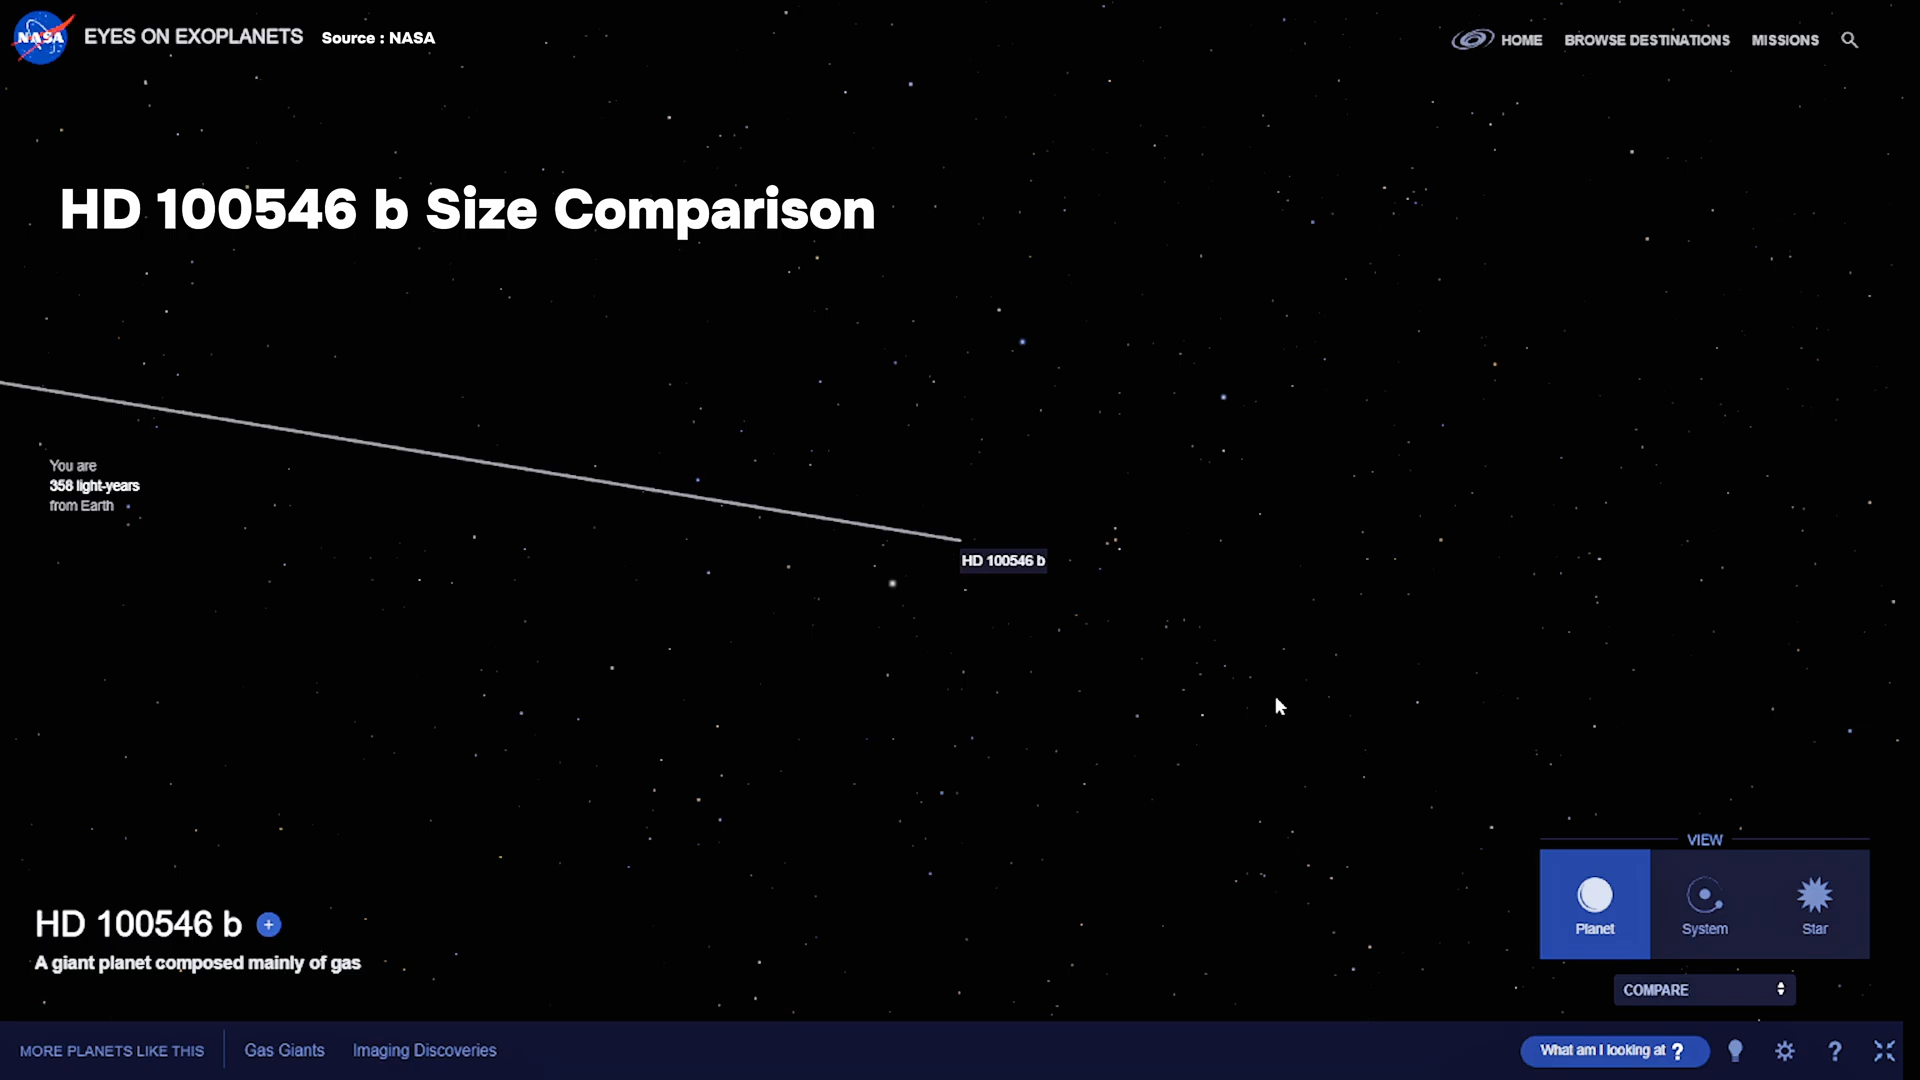 NASA
EYES ON EXOPLANETS
Source : NASA
HOME
BROWSE DESTINATIONS
MISSIONS
HD 100546 b Size Comparison
You are
358 light-years
from Earth
HD 100546 b
HD 100546 b +
A giant planet composed mainly of gas
VIEW
Planet
System
Star
COMPARE
MORE PLANETS LIKE THIS
Gas Giants
Imaging Discoveries
What am I looking at ?
?